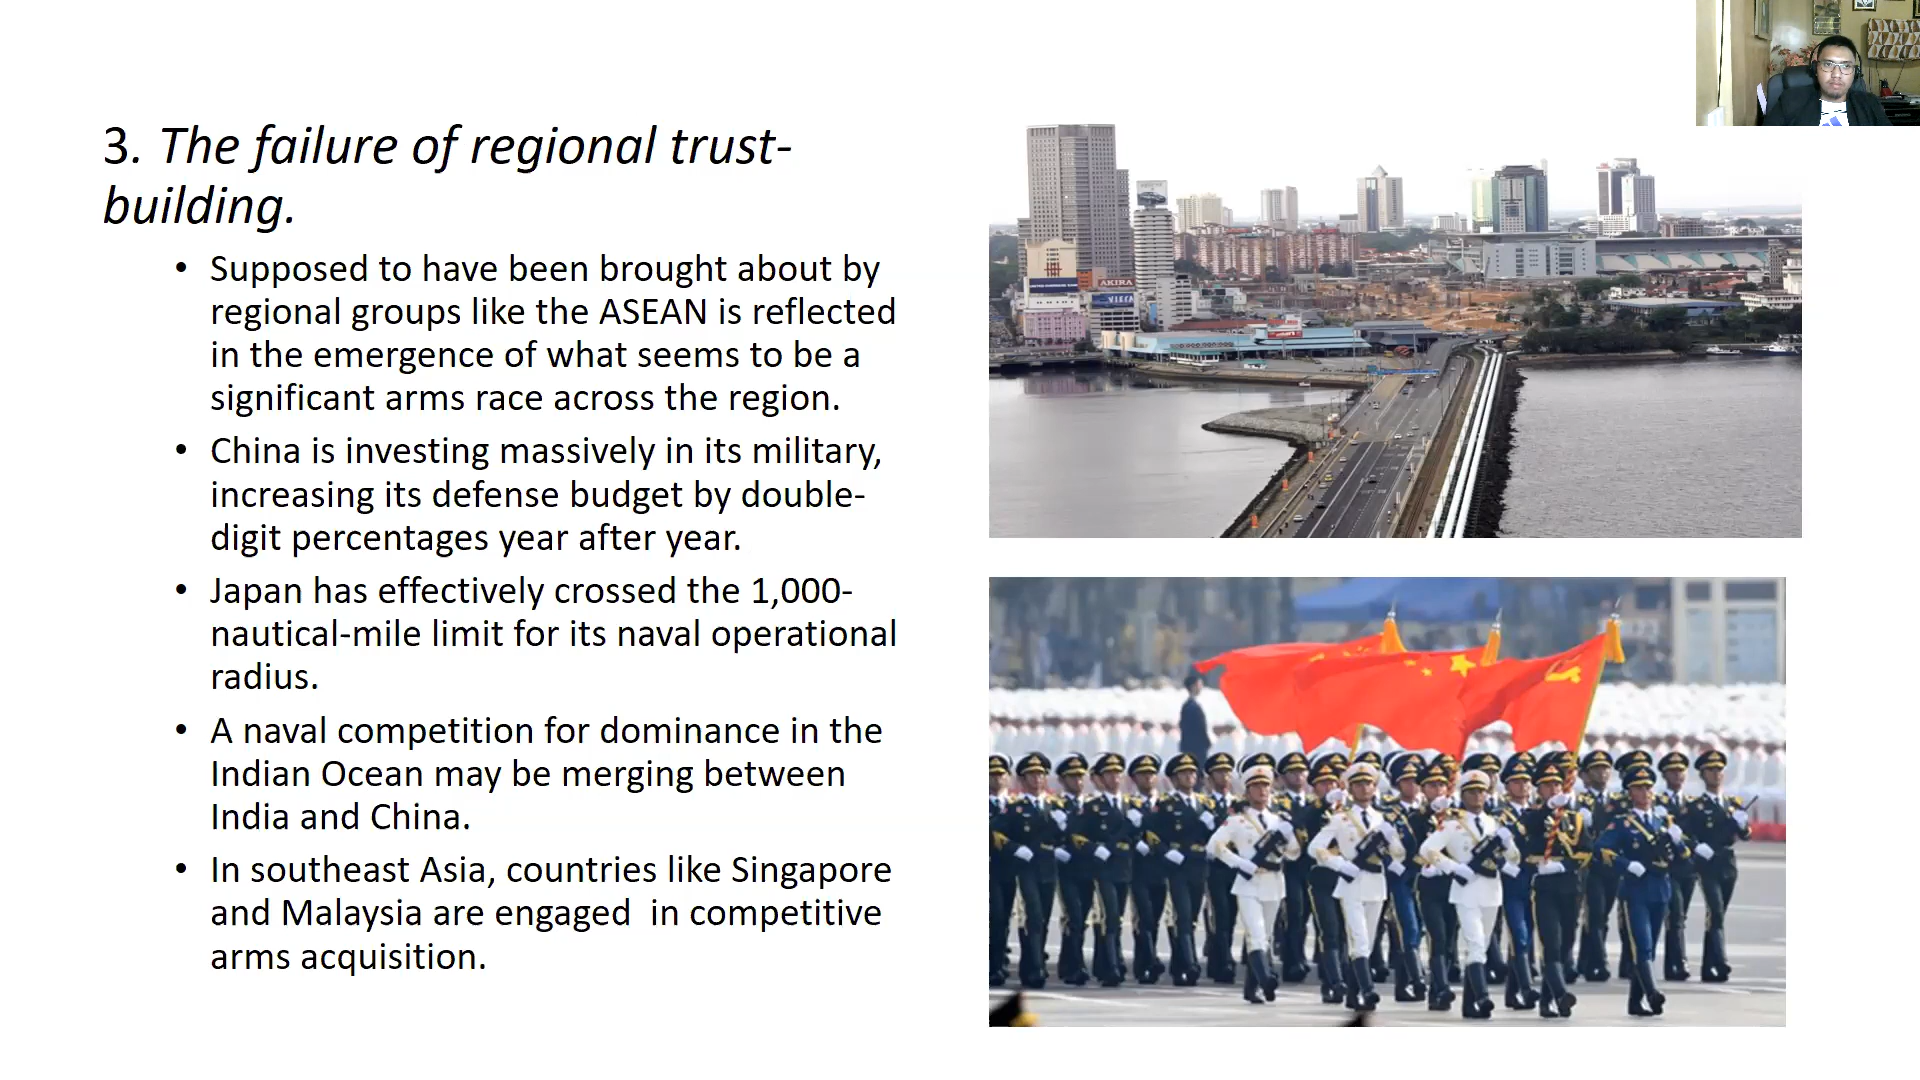 3. The failure of regional trust-
building.
• Supposed to have been brought about by
regional groups like the ASEAN is reflected
in the emergence of what seems to be a
significant arms race across the region.
• China is investing massively in its military,
increasing its defense budget by double-
digit percentages year after year.
• Japan has effectively crossed the 1,000-
nautical-mile limit for its naval operational
radius.
• A naval competition for dominance in the
Indian Ocean may be merging between
India and China.
• In southeast Asia, countries like Singapore
and Malaysia are engaged  in competitive
arms acquisition.
AKIRA